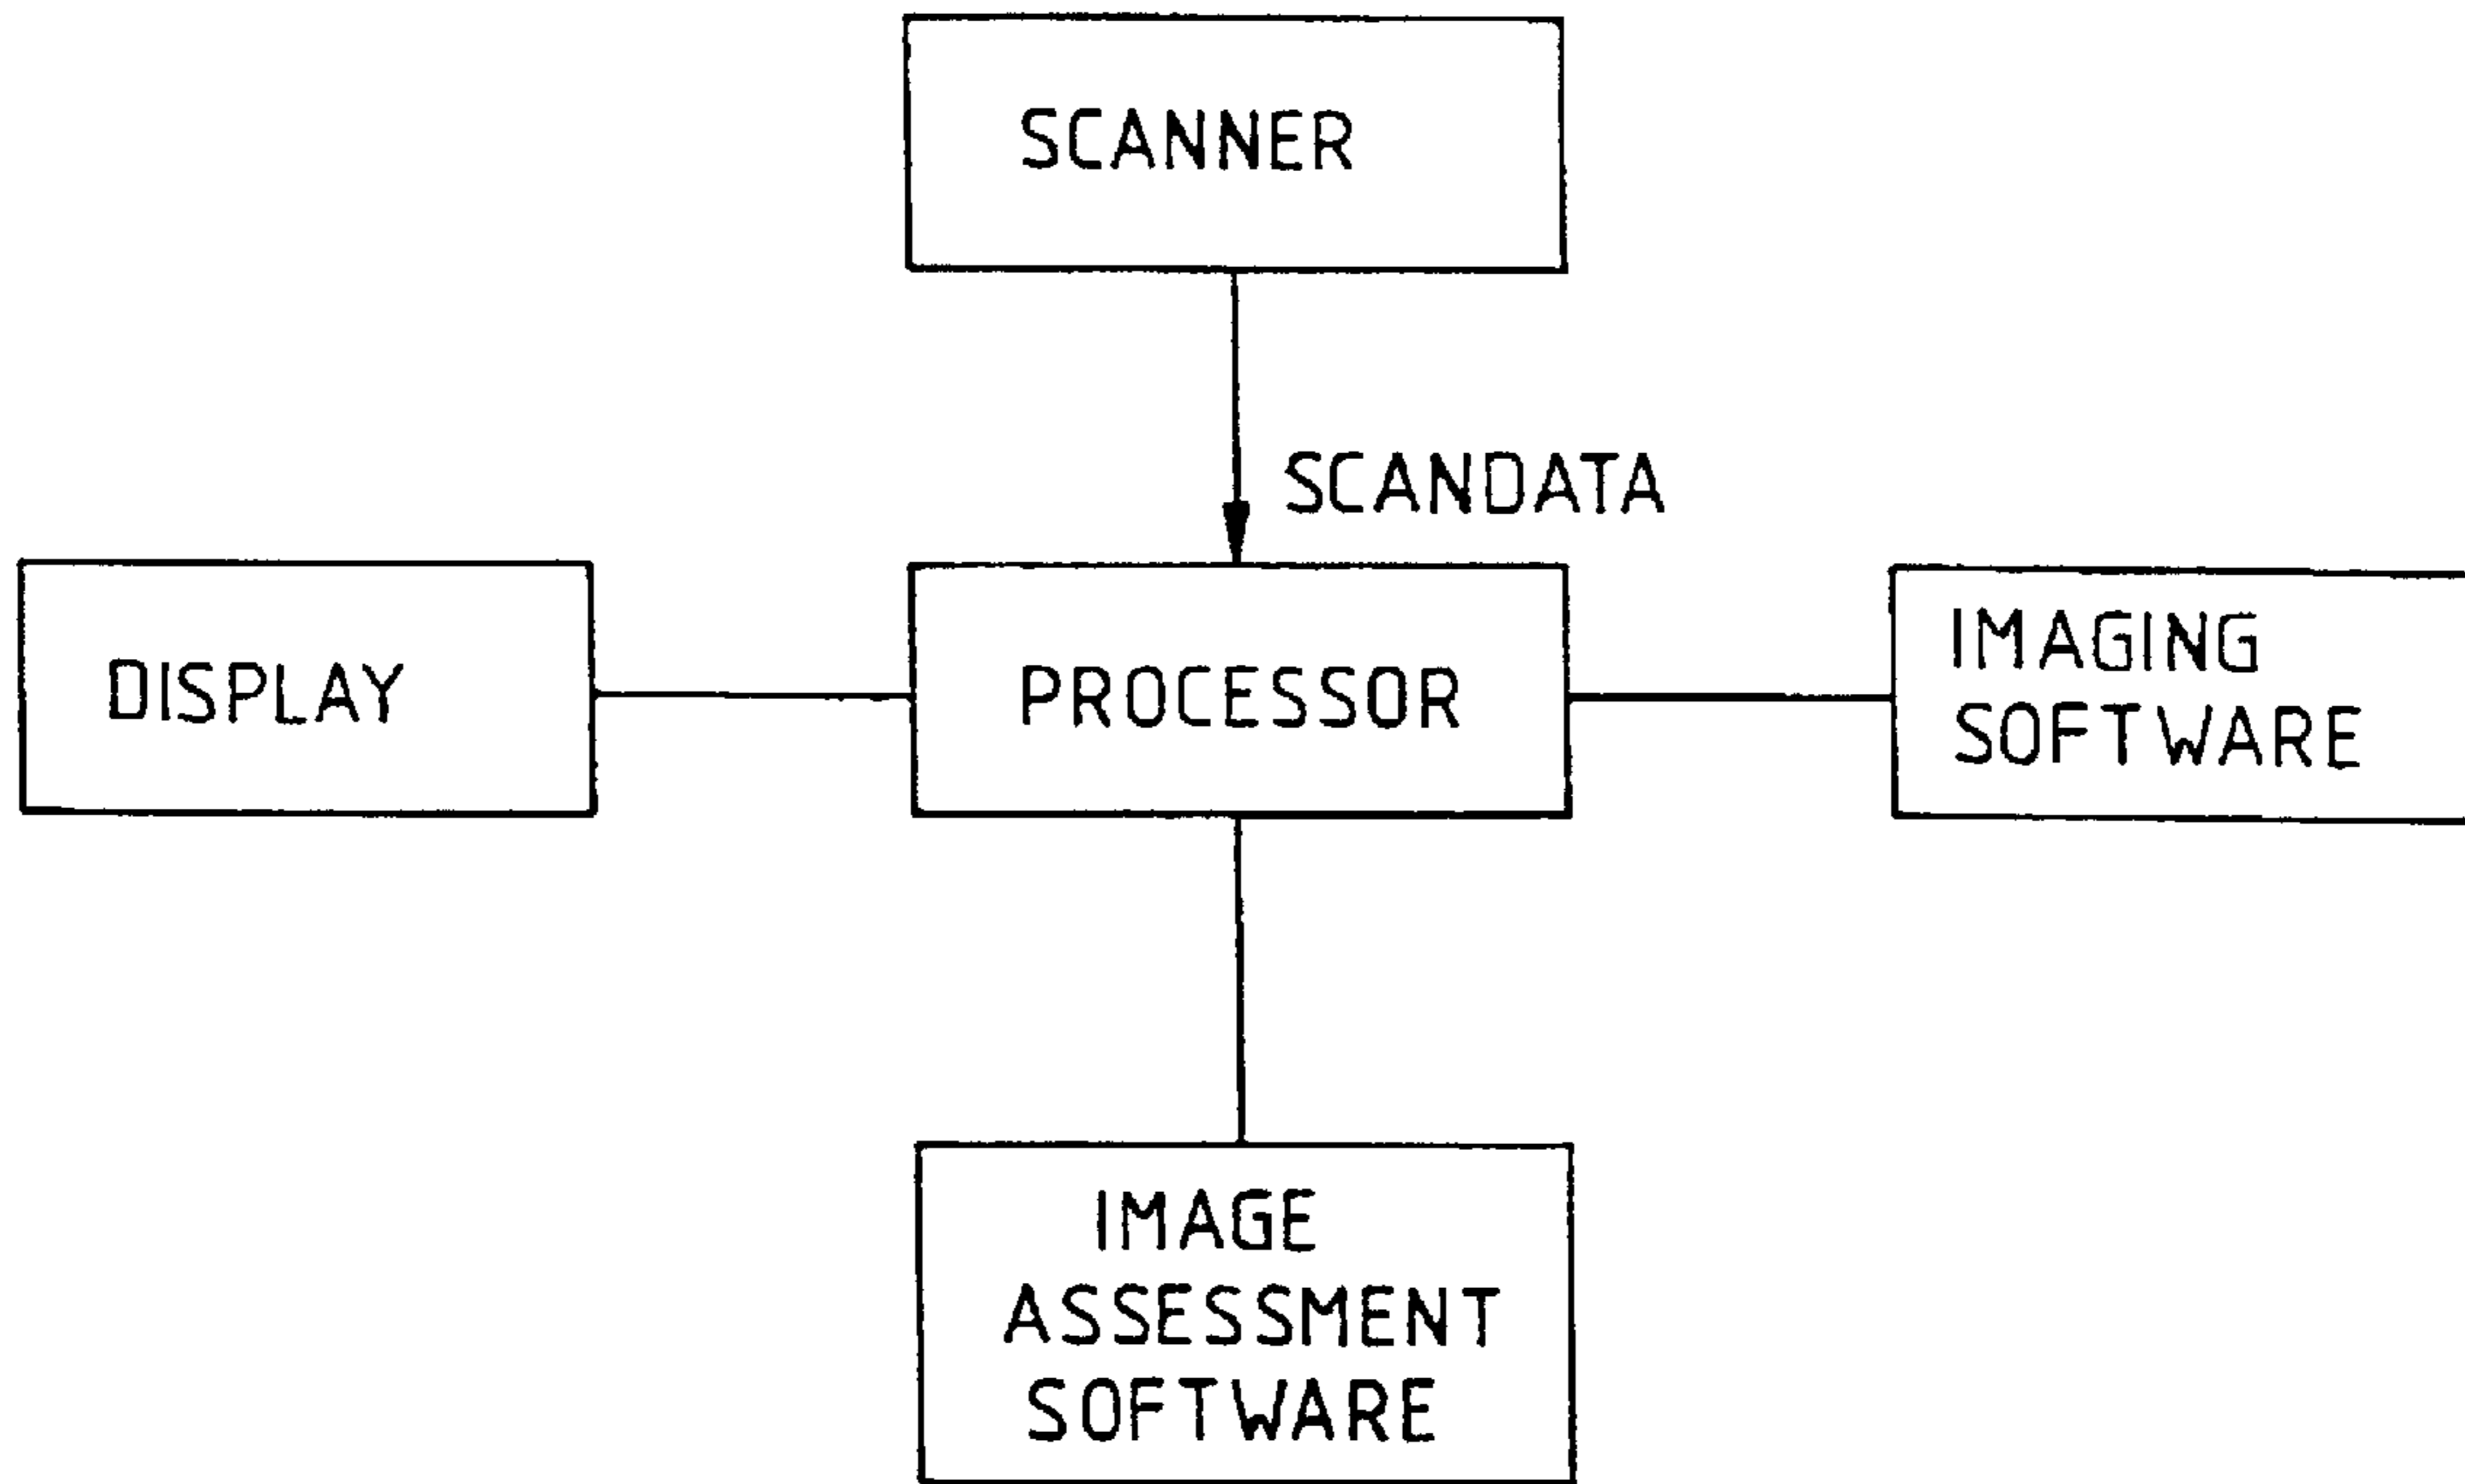 SCANNER
SCANDATA
DISPLAY
PROCESSOR
IMAGING
SOFTWARE
IMAGE
ASSESSMENT
SOFTWARE